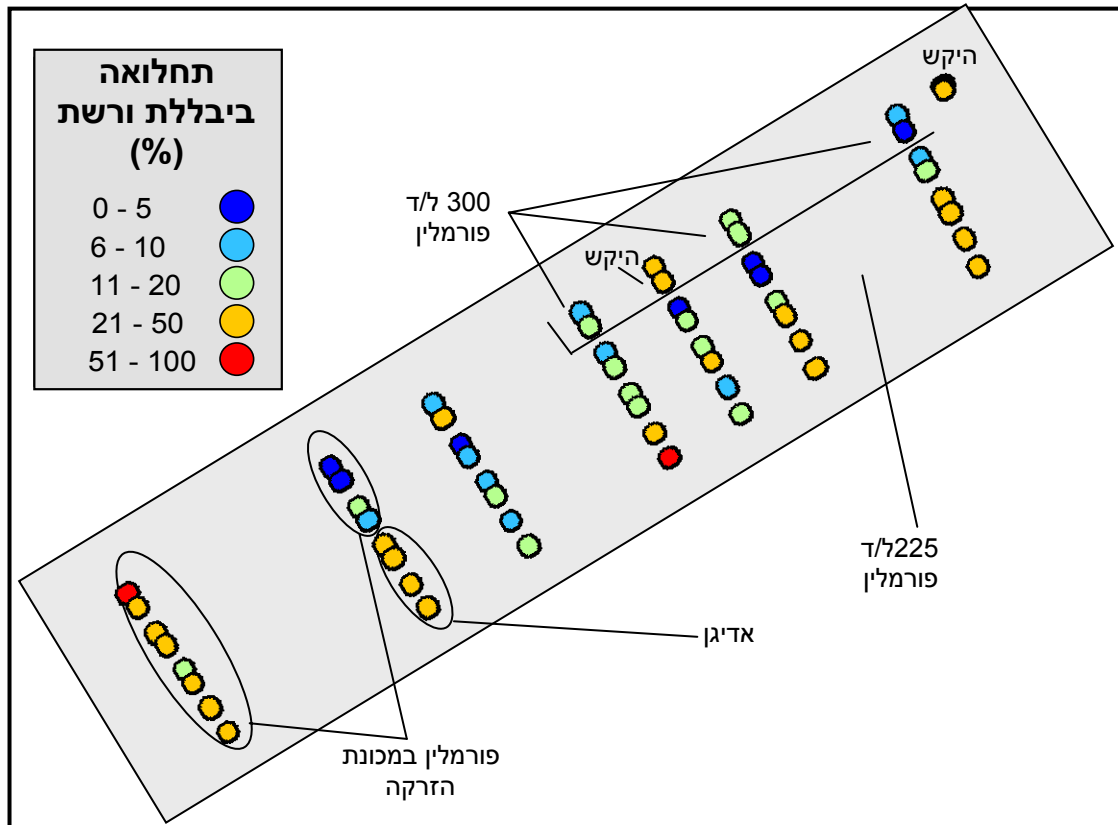 תחלואה
ביבללת ורשת
(%)
0 - 5
6 - 10
11 - 20
21 - 50
51 - 100
היקש
300 ל/ד
פורמלין
היקש
225ל/ד
פורמלין
אדיגן
פורמלין במכונת
הזרקה